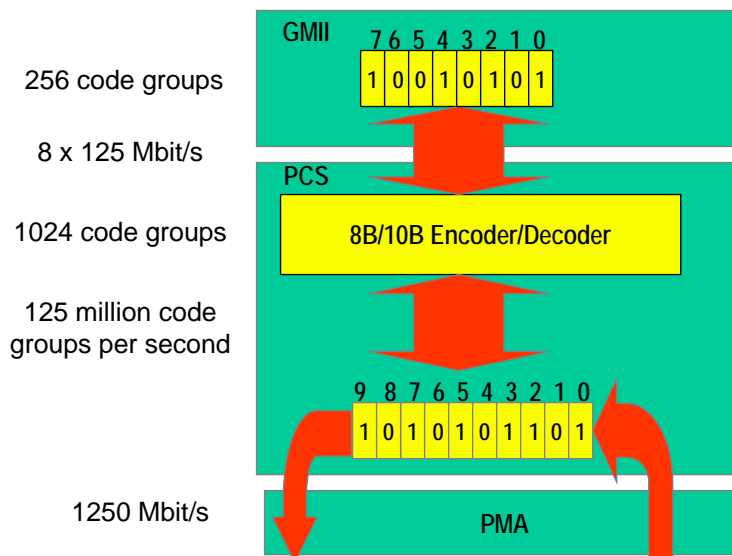 GMII
7 6 5 4 3 2 1 0
1 0 0 1 0 1 0 1
256 code groups
8 x 125 Mbit/s
PCS
1024 code groups
8B/10B Encoder/Decoder
125 million code
groups per second
9 8 7 6 5 4 3 2 1 0
1 0 1 0 1 0 1 1 0 1
1250 Mbit/s
PMA